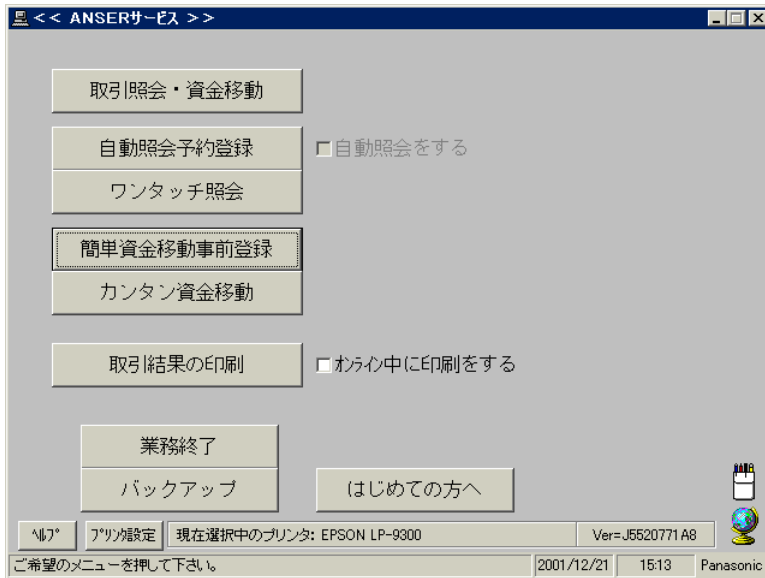 << ANSERｻｰﾋﾞｽ >>
取引照会・資金移動
自動照会予約登録
自動照会をする
ワンタッチ照会
簡単資金移動事前登録
カンタン資金移動
取引結果の印刷
ｵﾝﾗｲﾝ中に印刷をする
業務終了
バックアップ
はじめての方へ
ﾍﾙﾌﾟ
ﾌﾟﾘﾝﾀ設定
現在選択中のプリンタ: EPSON LP-9300
Ver=J5520771A8
ご希望のメニューを押して下さい。
2001/12/21
15:13
Panasonic